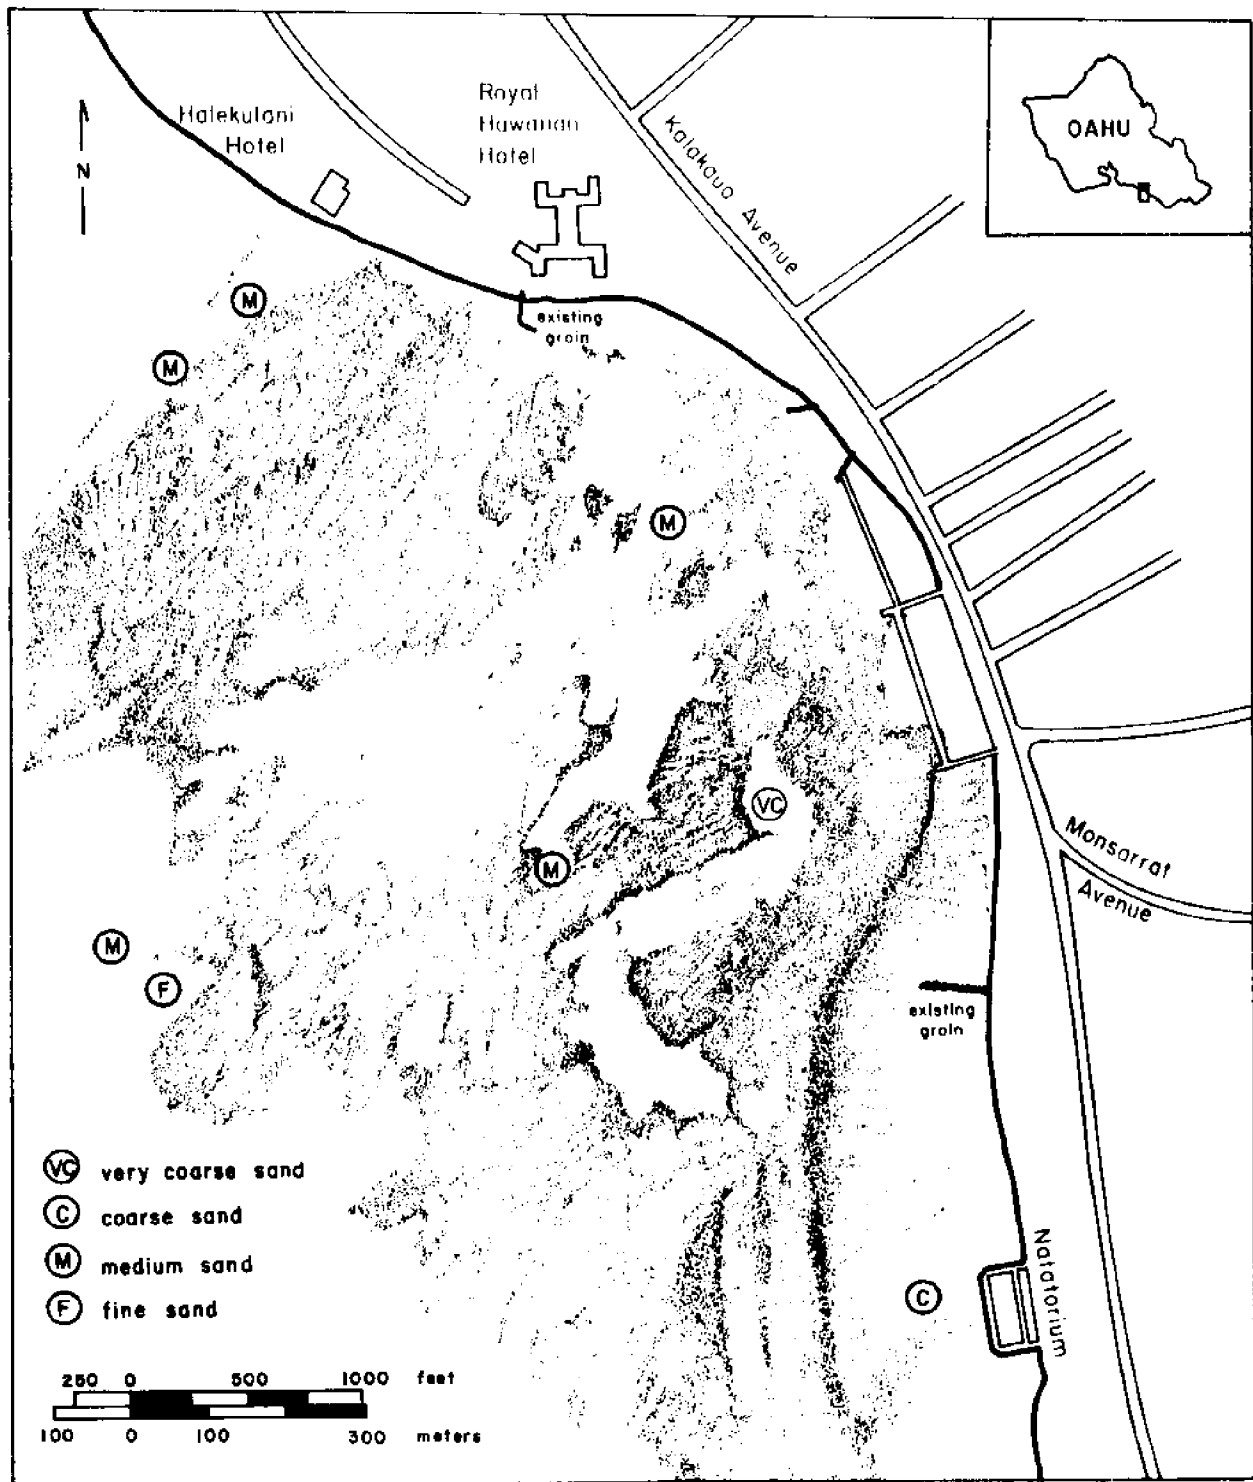 N
Halekulani
Hotel
Royal
Hawaiian
Hotel
Kalakaua Avenue
OAHU
M
existing
groin
M
M
VC
M
Monsarrat
Avenue
M
F
existing
groin
VC very coarse sand
C coarse sand
M medium sand
F fine sand
C
Natatorium
250 0 500 1000 feet
100 0 100 300 meters